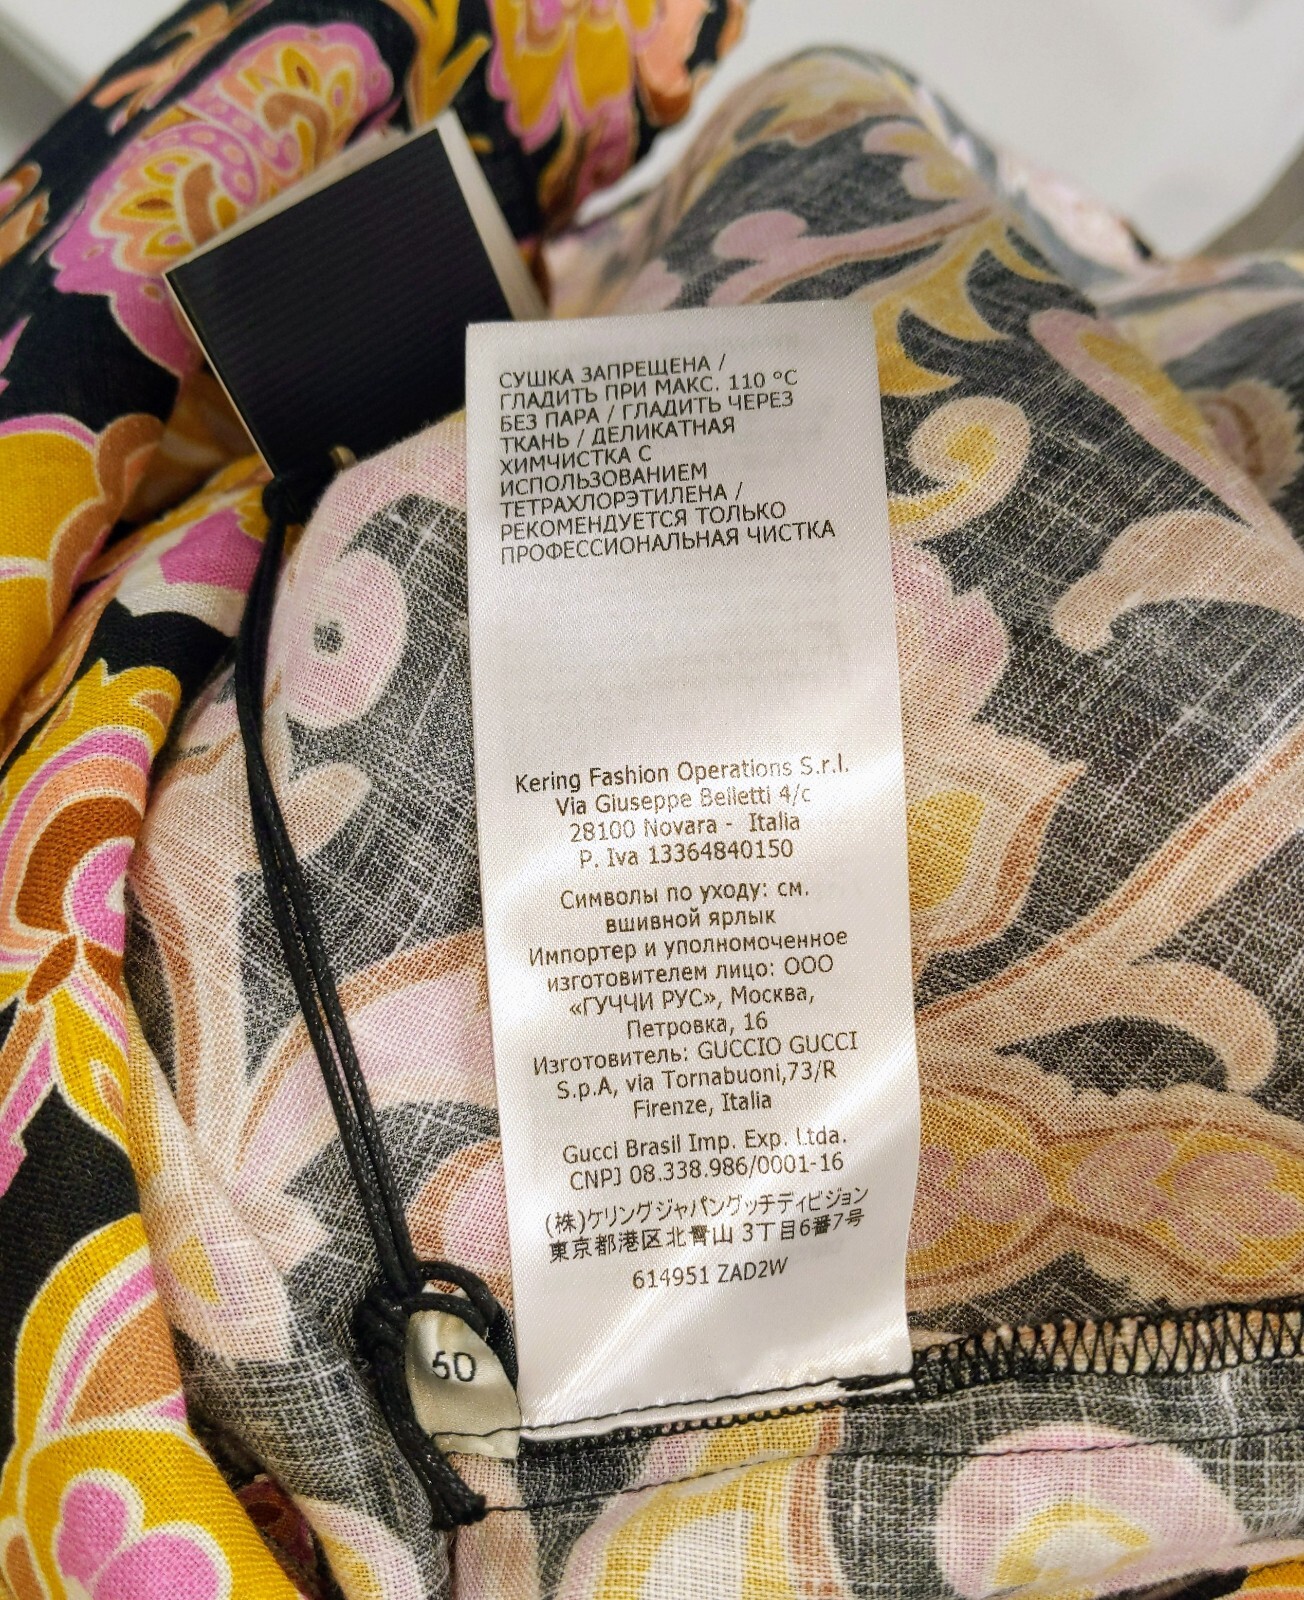 СУШКА ЗАПРЕЩЕНА /
ГЛАДИТЬ ПРИ МАКС. 110 °C
БЕЗ ПАРА / ГЛАДИТЬ ЧЕРЕЗ
ТКАНЬ / ДЕЛИКАТНАЯ
ХИМЧИСТКА С
ИСПОЛЬЗОВАНИЕМ
ТЕТРАХЛОРЭТИЛЕНА /
РЕКОМЕНДУЕТСЯ ТОЛЬКО
ПРОФЕССИОНАЛЬНАЯ ЧИСТКА
Kering Fashion Operations S.r.l.
Via Giuseppe Belletti 4/c
28100 Novara - Italia
P. Iva 13364840150
Символы по уходу: см.
вшивной ярлык
Импортер и уполномоченное
изготовителем лицо: ООО
«ГУЧЧИ РУС», Москва,
Петровка, 16
Изготовитель: GUCCIO GUCCI
S.p.A, via Tornabuoni,73/R
Firenze, Italia
Gucci Brasil Imp. Exp. Ltda.
CNPJ 08.338.986/0001-16
(株)ケリングジャパングッチディビジョン
東京都港区北青山 3丁目6番7号
614951 ZAD2W
50